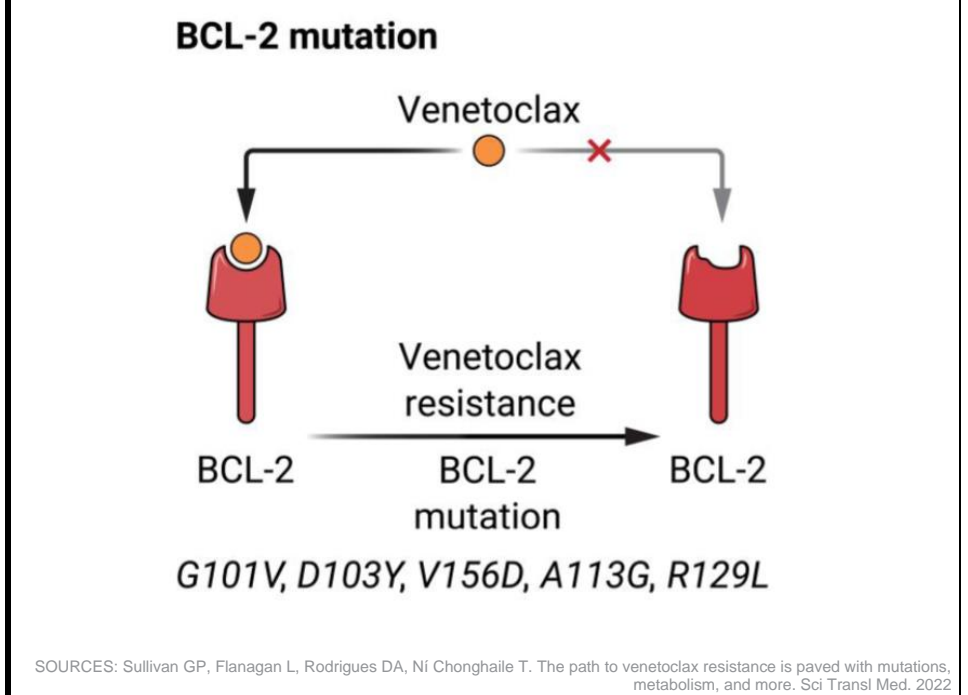 BCL-2 mutation
Venetoclax
Venetoclax
resistance
BCL-2
BCL-2
mutation
BCL-2
G101V, D103Y, V156D, A113G, R129L
SOURCES: Sullivan GP, Flanagan L, Rodrigues DA, Ní Chonghaile T. The path to venetoclax resistance is paved with mutations,
metabolism, and more. Sci Transl Med. 2022